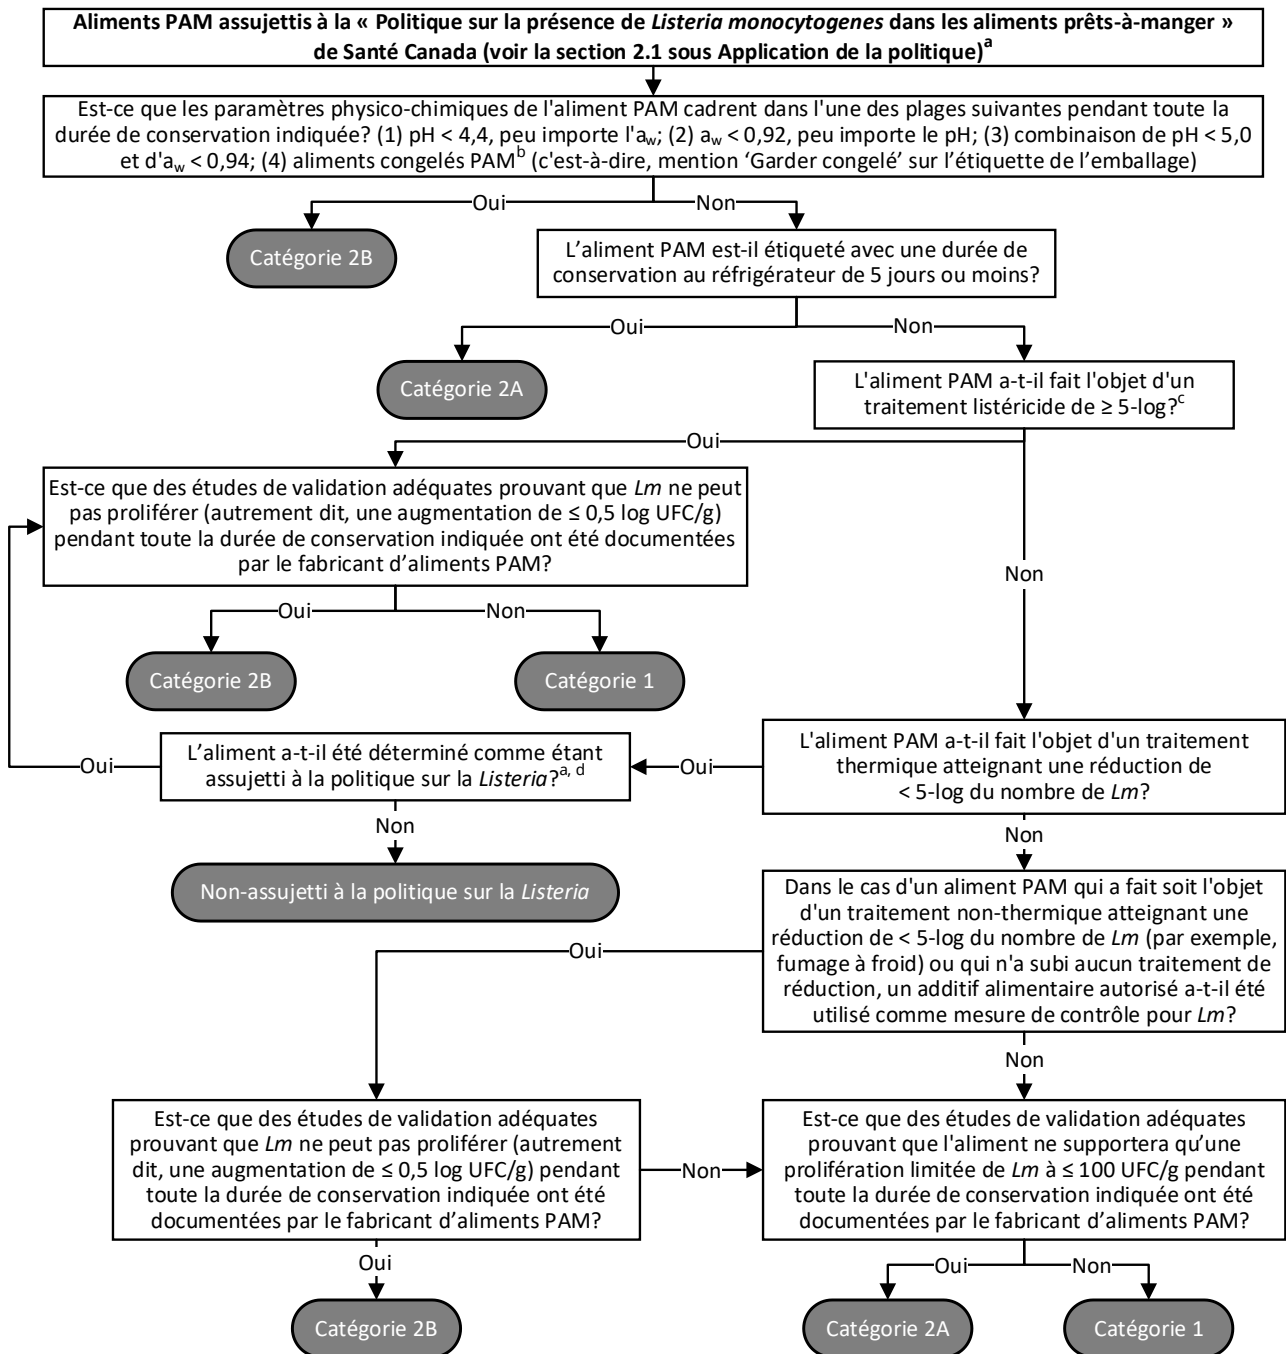 Aliments PAM assujettis à la « Politique sur la présence de Listeria monocytogenes dans les aliments prêts-à-manger »
de Santé Canada (voir la section 2.1 sous Application de la politique)a
Est-ce que les paramètres physico-chimiques de l'aliment PAM cadrent dans l'une des plages suivantes pendant toute la
durée de conservation indiquée? (1) pH < 4,4, peu importe l'aw; (2) aw < 0,92, peu importe le pH; (3) combinaison de pH < 5,0
et d'aw < 0,94; (4) aliments congelés PAMb (c'est-à-dire, mention ‘Garder congelé’ sur l’étiquette de l’emballage)
Oui
Non
Catégorie 2B
L’aliment PAM est-il étiqueté avec une durée de
conservation au réfrigérateur de 5 jours ou moins?
Oui
Non
Catégorie 2A
L'aliment PAM a-t-il fait l'objet d'un
traitement listéricide de ≥ 5-log?c
Oui
Est-ce que des études de validation adéquates prouvant que Lm ne peut
pas proliférer (autrement dit, une augmentation de ≤ 0,5 log UFC/g)
pendant toute la durée de conservation indiquée ont été documentées
par le fabricant d’aliments PAM?
Non
Oui
Non
Catégorie 2B
Catégorie 1
L'aliment PAM a-t-il fait l'objet d'un traitement
thermique atteignant une réduction de
< 5-log du nombre de Lm?
Oui
L’aliment a-t-il été déterminé comme étant
assujetti à la politique sur la Listeria?a, d
Oui
Non
Non
Non-assujetti à la politique sur la Listeria
Dans le cas d'un aliment PAM qui a fait soit l'objet
d'un traitement non-thermique atteignant une
réduction de < 5-log du nombre de Lm (par exemple,
fumage à froid) ou qui n'a subi aucun traitement de
réduction, un additif alimentaire autorisé a-t-il été
utilisé comme mesure de contrôle pour Lm?
Oui
Non
Est-ce que des études de validation adéquates
prouvant que Lm ne peut pas proliférer (autrement
dit, une augmentation de ≤ 0,5 log UFC/g) pendant
toute la durée de conservation indiquée ont été
documentées par le fabricant d’aliments PAM?
Non
Est-ce que des études de validation adéquates
prouvant que l'aliment ne supportera qu’une
prolifération limitée de Lm à ≤ 100 UFC/g pendant
toute la durée de conservation indiquée ont été
documentées par le fabricant d’aliments PAM?
Oui
Oui
Non
Catégorie 2B
Catégorie 2A
Catégorie 1